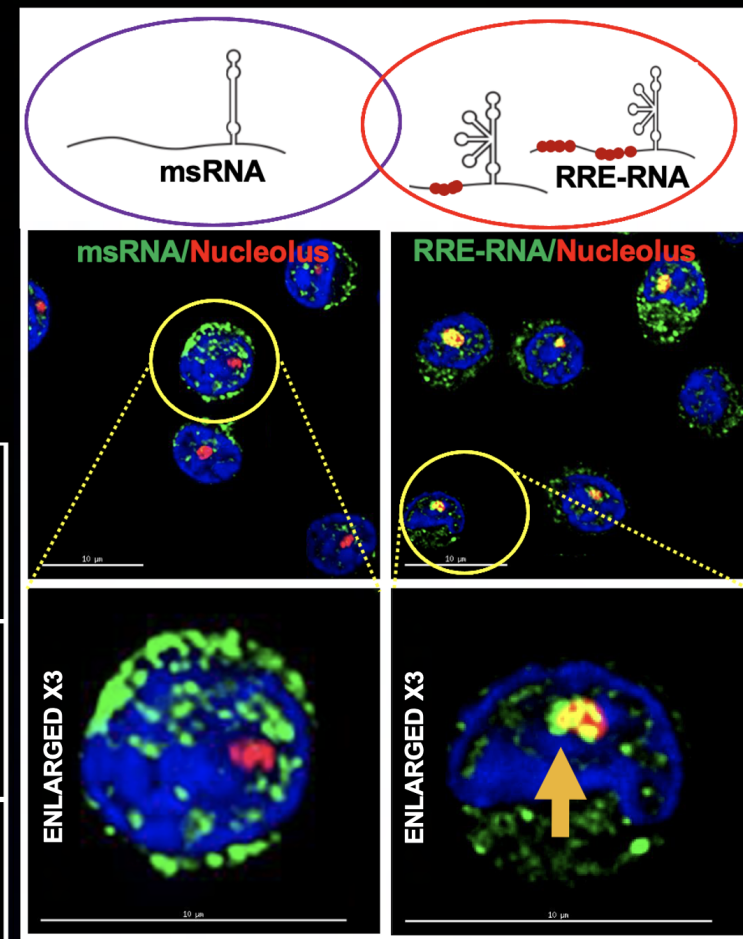 msRNA
RRE-RNA
msRNA/Nucleolus
RRE-RNA/Nucleolus
10 µm
10 µm
ENLARGED X3
ENLARGED X3
10 µm
10 µm